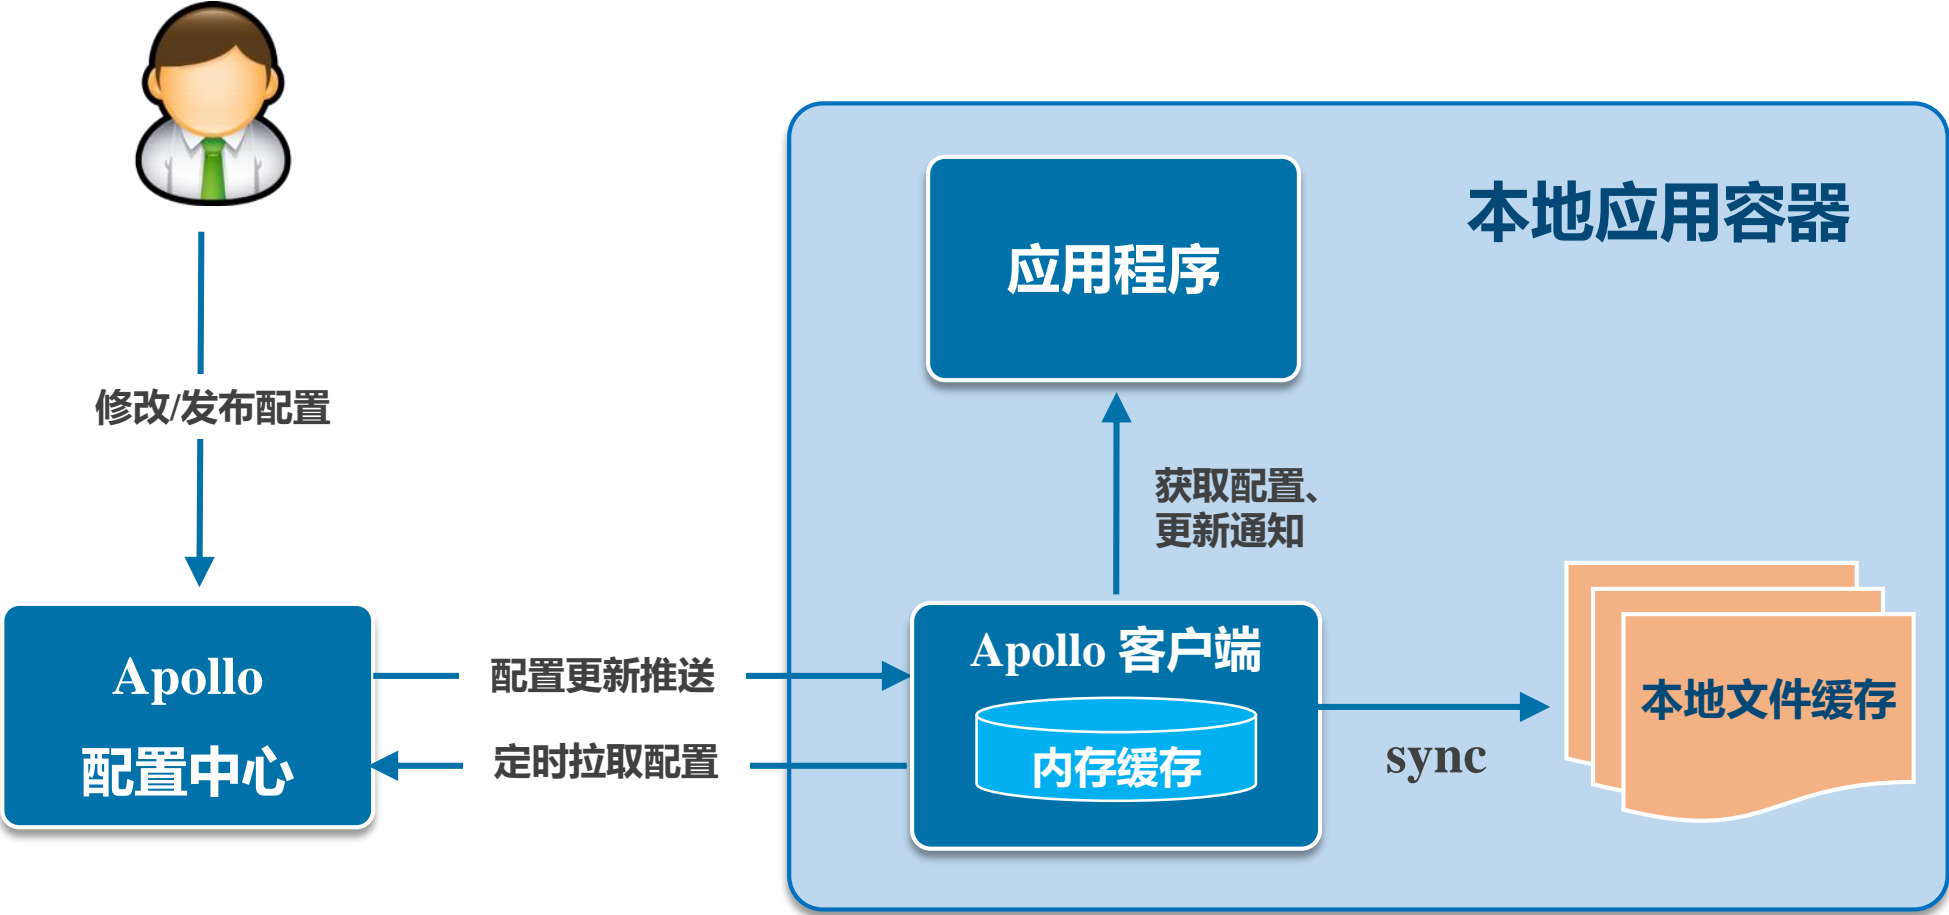 本地应用容器
应用程序
修改/发布配置
获取配置、
更新通知
Apollo
配置中心
配置更新推送
定时拉取配置
Apollo 客户端
内存缓存
sync
本地文件缓存